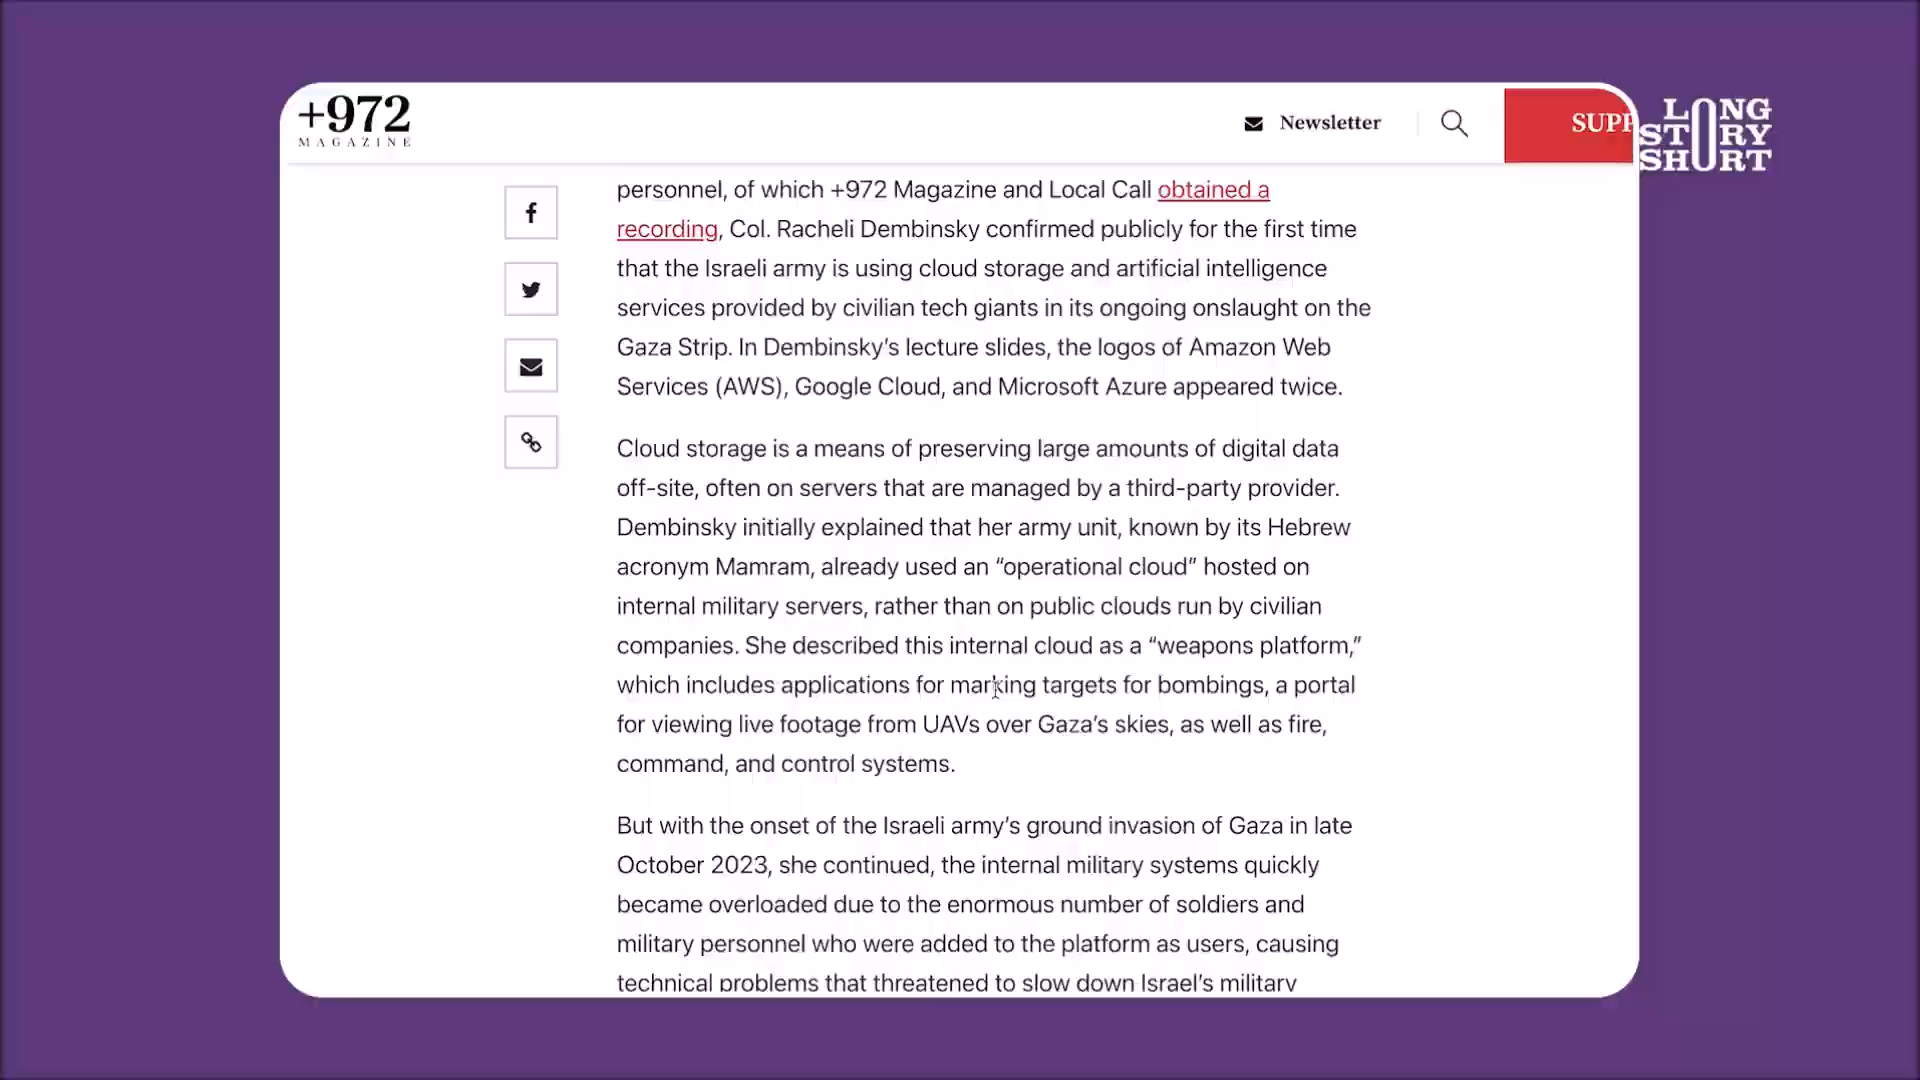 +972
MAGAZINE
Newsletter
SUPP
LONG
STORY
SHORT
personnel, of which +972 Magazine and Local Call obtained a
recording, Col. Racheli Dembinsky confirmed publicly for the first time
that the Israeli army is using cloud storage and artificial intelligence
services provided by civilian tech giants in its ongoing onslaught on the
Gaza Strip. In Dembinsky’s lecture slides, the logos of Amazon Web
Services (AWS), Google Cloud, and Microsoft Azure appeared twice.
Cloud storage is a means of preserving large amounts of digital data
off-site, often on servers that are managed by a third-party provider.
Dembinsky initially explained that her army unit, known by its Hebrew
acronym Mamram, already used an “operational cloud” hosted on
internal military servers, rather than on public clouds run by civilian
companies. She described this internal cloud as a “weapons platform,”
which includes applications for marking targets for bombings, a portal
for viewing live footage from UAVs over Gaza’s skies, as well as fire,
command, and control systems.
But with the onset of the Israeli army’s ground invasion of Gaza in late
October 2023, she continued, the internal military systems quickly
became overloaded due to the enormous number of soldiers and
military personnel who were added to the platform as users, causing
technical problems that threatened to slow down Israel’s military